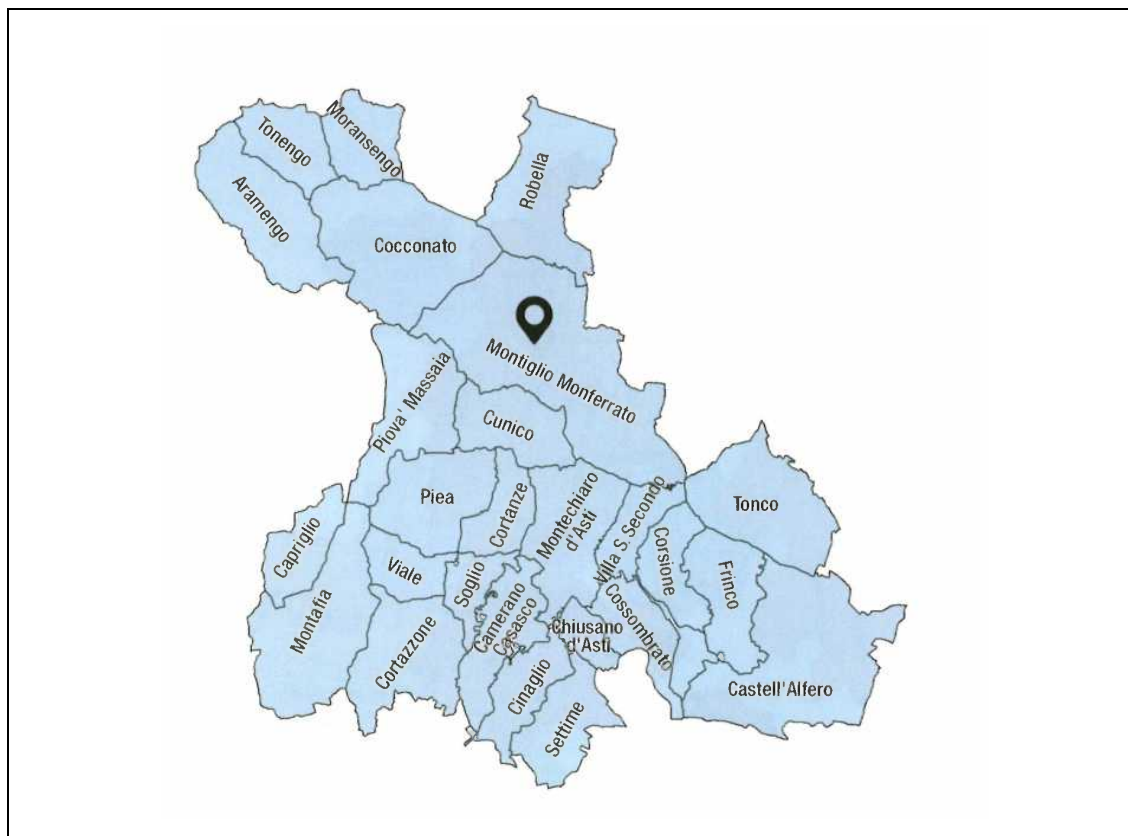 Tonengo
Moransengo
Aramengo
Robella
Cocconato
Montiglio Monferrato
Piova' Massaia
Cunico
Piea
Cortanze
Montechiaro
d'Asti
Villa S. Secondo
Tonco
Capriglio
Viale
Soglio
Corsione
Frinco
Montafia
Cortazzone
Camerano
Casasco
Chiusano
d'Asti
Cossombrato
Cinaglio
Settime
Castell'Alfero